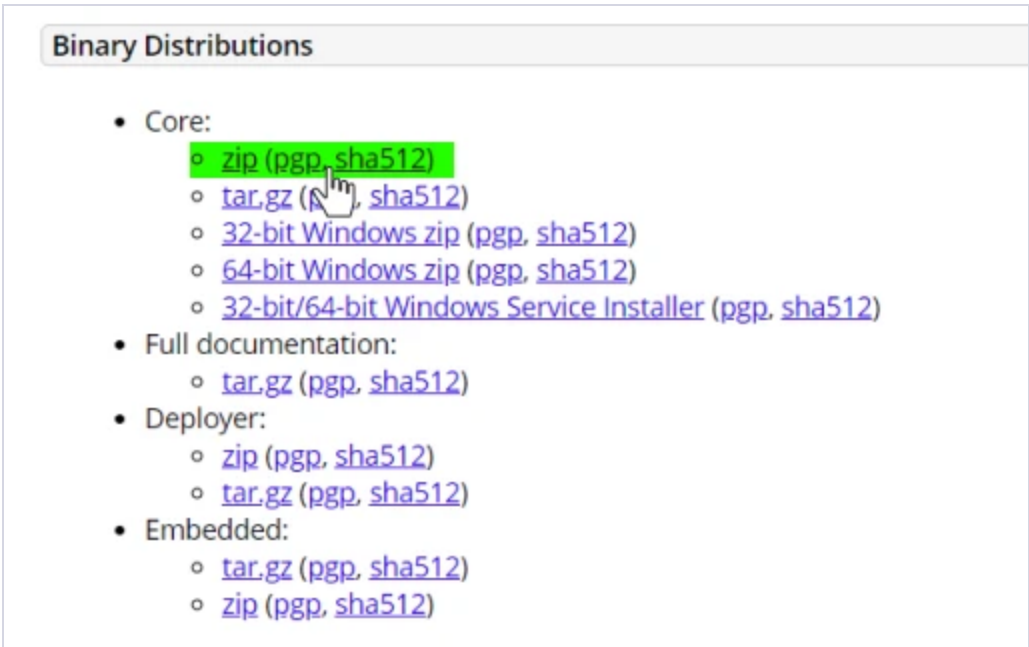 Binary Distributions
• Core:
◦ zip (pgp, sha512)
◦ tar.gz (, sha512)
◦ 32-bit Windows zip (pgp, sha512)
◦ 64-bit Windows zip (pgp, sha512)
◦ 32-bit/64-bit Windows Service Installer (pgp, sha512)
• Full documentation:
◦ tar.gz (pgp, sha512)
• Deployer:
◦ zip (pgp, sha512)
◦ tar.gz (pgp, sha512)
• Embedded:
◦ tar.gz (pgp, sha512)
◦ zip (pgp, sha512)